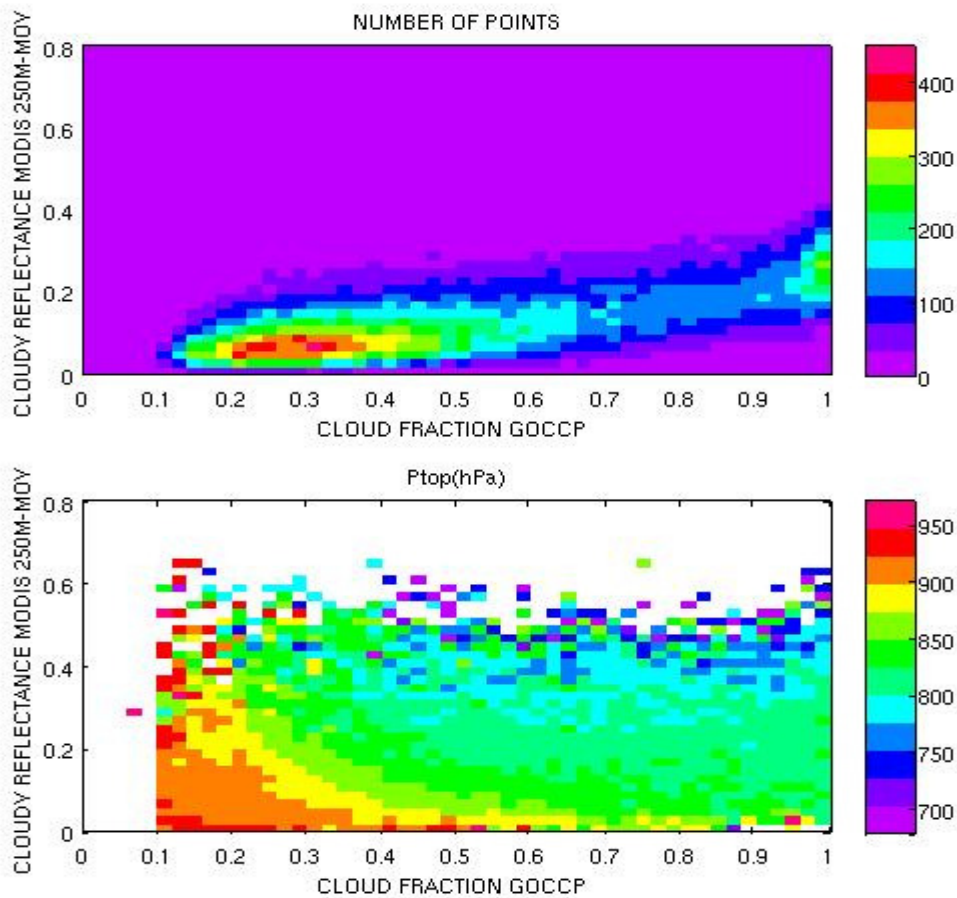 NUMBER OF POINTS
CLOUDY REFLECTANCE MODIS 250M-MOY
0.8
0.6
0.4
0.2
0
0 0.1 0.2 0.3 0.4 0.5 0.6 0.7 0.8 0.9 1
CLOUD FRACTION GOCCP
400
300
200
100
0
Ptop(hPa)
CLOUDY REFLECTANCE MODIS 250M-MOY
0.8
0.6
0.4
0.2
0
0 0.1 0.2 0.3 0.4 0.5 0.6 0.7 0.8 0.9 1
CLOUD FRACTION GOCCP
950
900
850
800
750
700